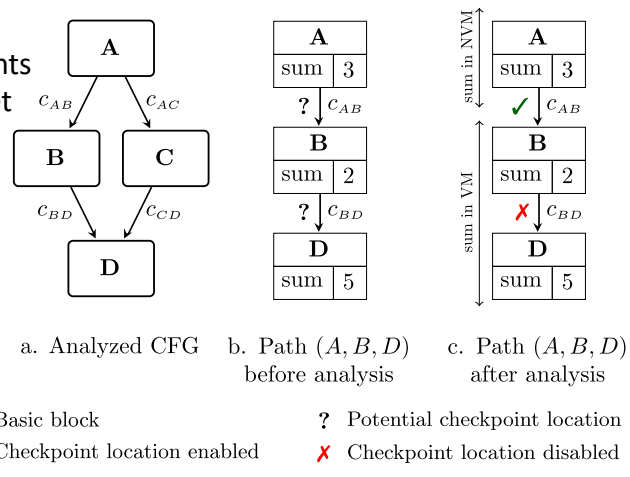 nts
et
A
c_AB
c_AC
B
C
c_BD
c_CD
D
a. Analyzed CFG
A
sum 3
? c_AB
B
sum 2
? c_BD
D
sum 5
b. Path (A, B, D)
before analysis
sum in NVM
sum in VM
A
sum 3
✓ c_AB
B
sum 2
✗ c_BD
D
sum 5
c. Path (A, B, D)
after analysis
Basic block
? Potential checkpoint location
Checkpoint location enabled
✗ Checkpoint location disabled